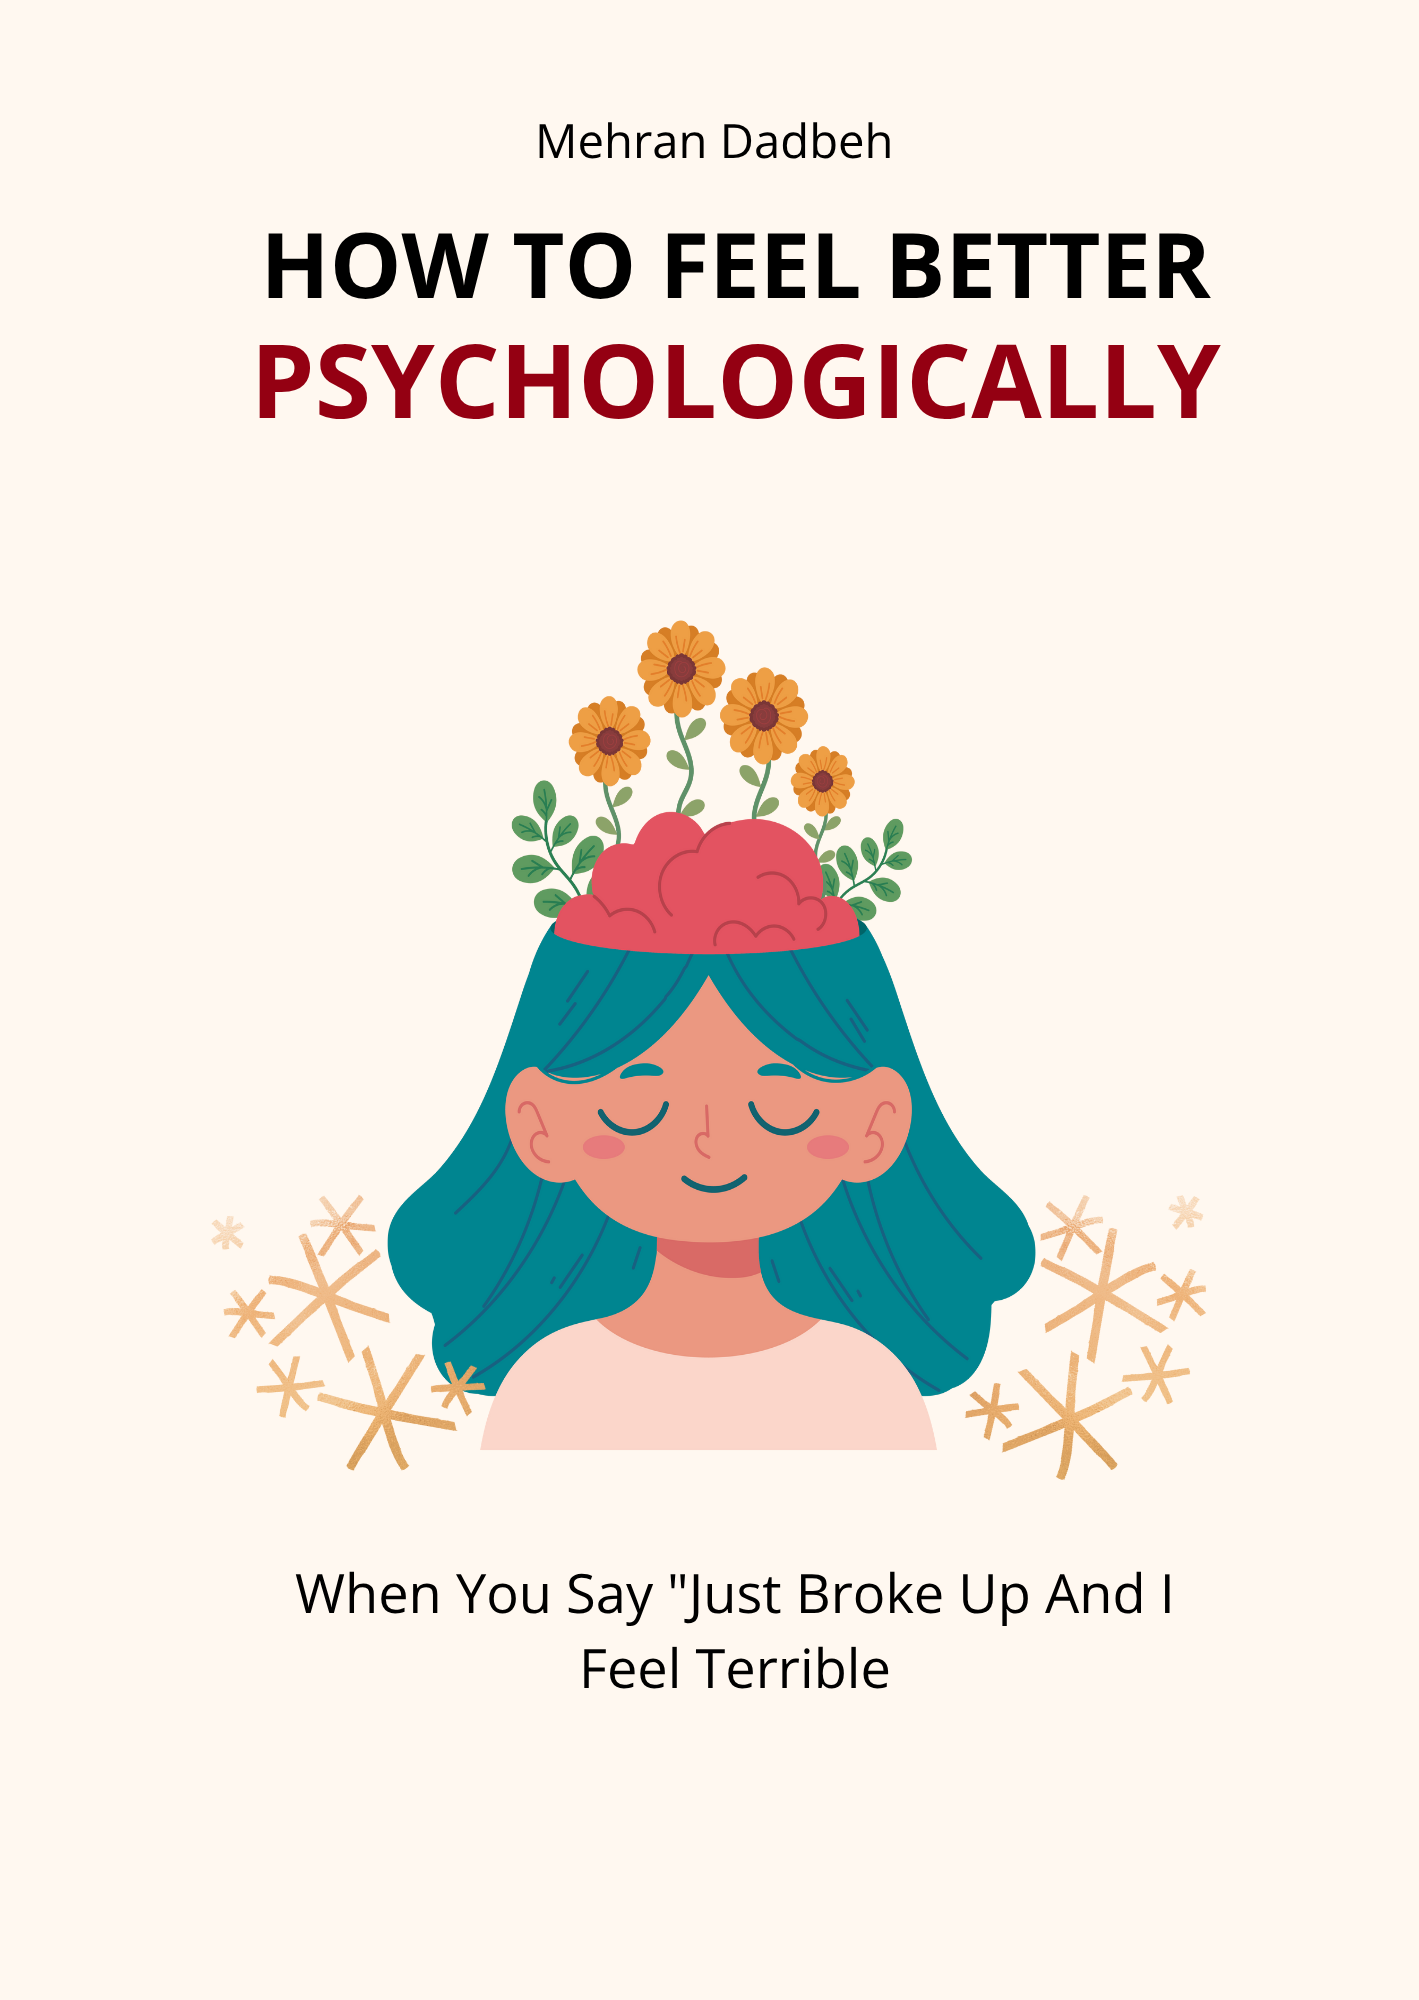 Mehran Dadbeh
HOW TO FEEL BETTER
PSYCHOLOGICALLY
When You Say "Just Broke Up And I
Feel Terrible